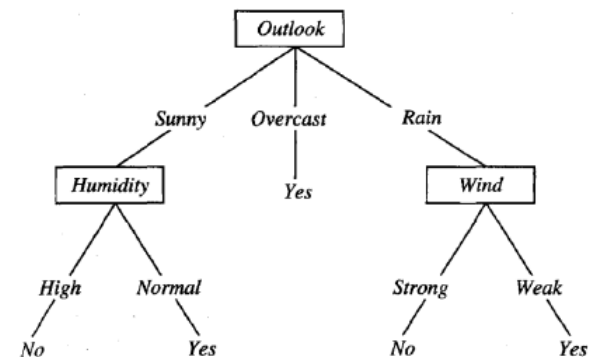 Outlook
Sunny Overcast Rain
Humidity Yes Wind
High Normal Strong Weak
No Yes No Yes